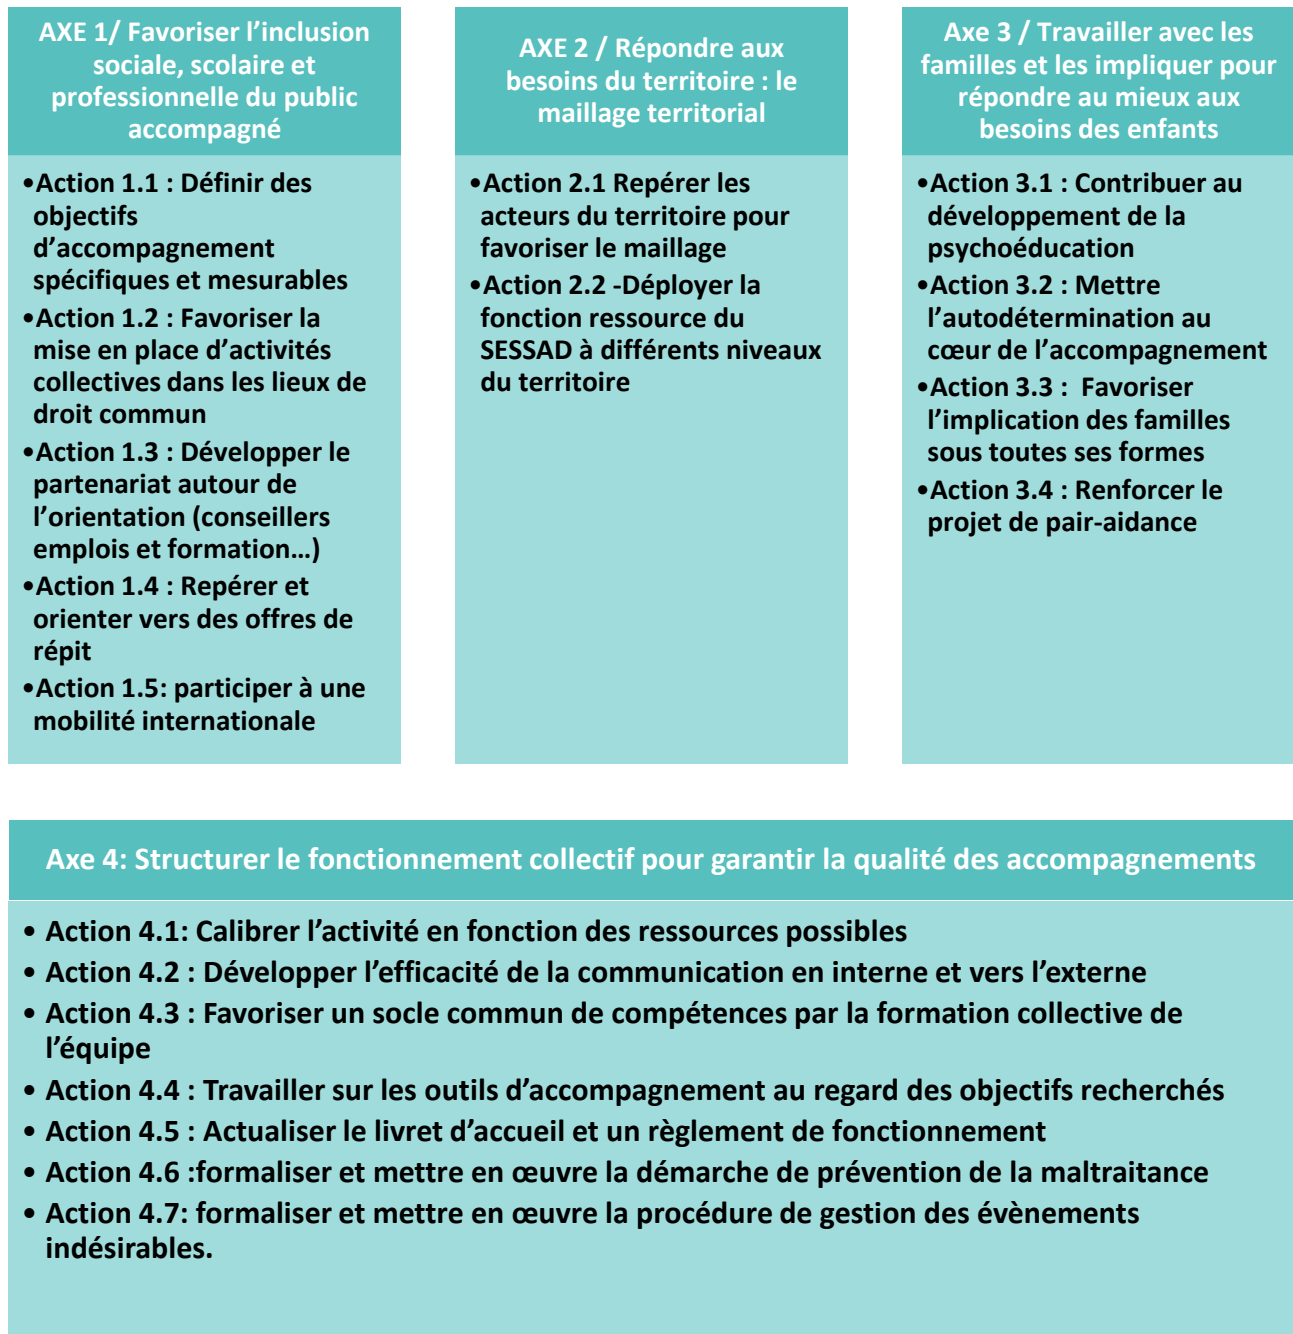 AXE 1/ Favoriser l’inclusion
sociale, scolaire et
professionnelle du public
accompagné
•Action 1.1 : Définir des
objectifs
d’accompagnement
spécifiques et mesurables
•Action 1.2 : Favoriser la
mise en place d’activités
collectives dans les lieux de
droit commun
•Action 1.3 : Développer le
partenariat autour de
l’orientation (conseillers
emplois et formation…)
•Action 1.4 : Repérer et
orienter vers des offres de
répit
•Action 1.5: participer à une
mobilité internationale
AXE 2 / Répondre aux
besoins du territoire : le
maillage territorial
•Action 2.1 Repérer les
acteurs du territoire pour
favoriser le maillage
•Action 2.2 -Déployer la
fonction ressource du
SESSAD à différents niveaux
du territoire
Axe 3 / Travailler avec les
familles et les impliquer pour
répondre au mieux aux
besoins des enfants
•Action 3.1 : Contribuer au
développement de la
psychoéducation
•Action 3.2 : Mettre
l’autodétermination au
cœur de l’accompagnement
•Action 3.3 :  Favoriser
l’implication des familles
sous toutes ses formes
•Action 3.4 : Renforcer le
projet de pair-aidance
Axe 4: Structurer le fonctionnement collectif pour garantir la qualité des accompagnements
• Action 4.1: Calibrer l’activité en fonction des ressources possibles
• Action 4.2 : Développer l’efficacité de la communication en interne et vers l’externe
• Action 4.3 : Favoriser un socle commun de compétences par la formation collective de
l’équipe
• Action 4.4 : Travailler sur les outils d’accompagnement au regard des objectifs recherchés
• Action 4.5 : Actualiser le livret d’accueil et un règlement de fonctionnement
• Action 4.6 :formaliser et mettre en œuvre la démarche de prévention de la maltraitance
• Action 4.7: formaliser et mettre en œuvre la procédure de gestion des évènements
indésirables.